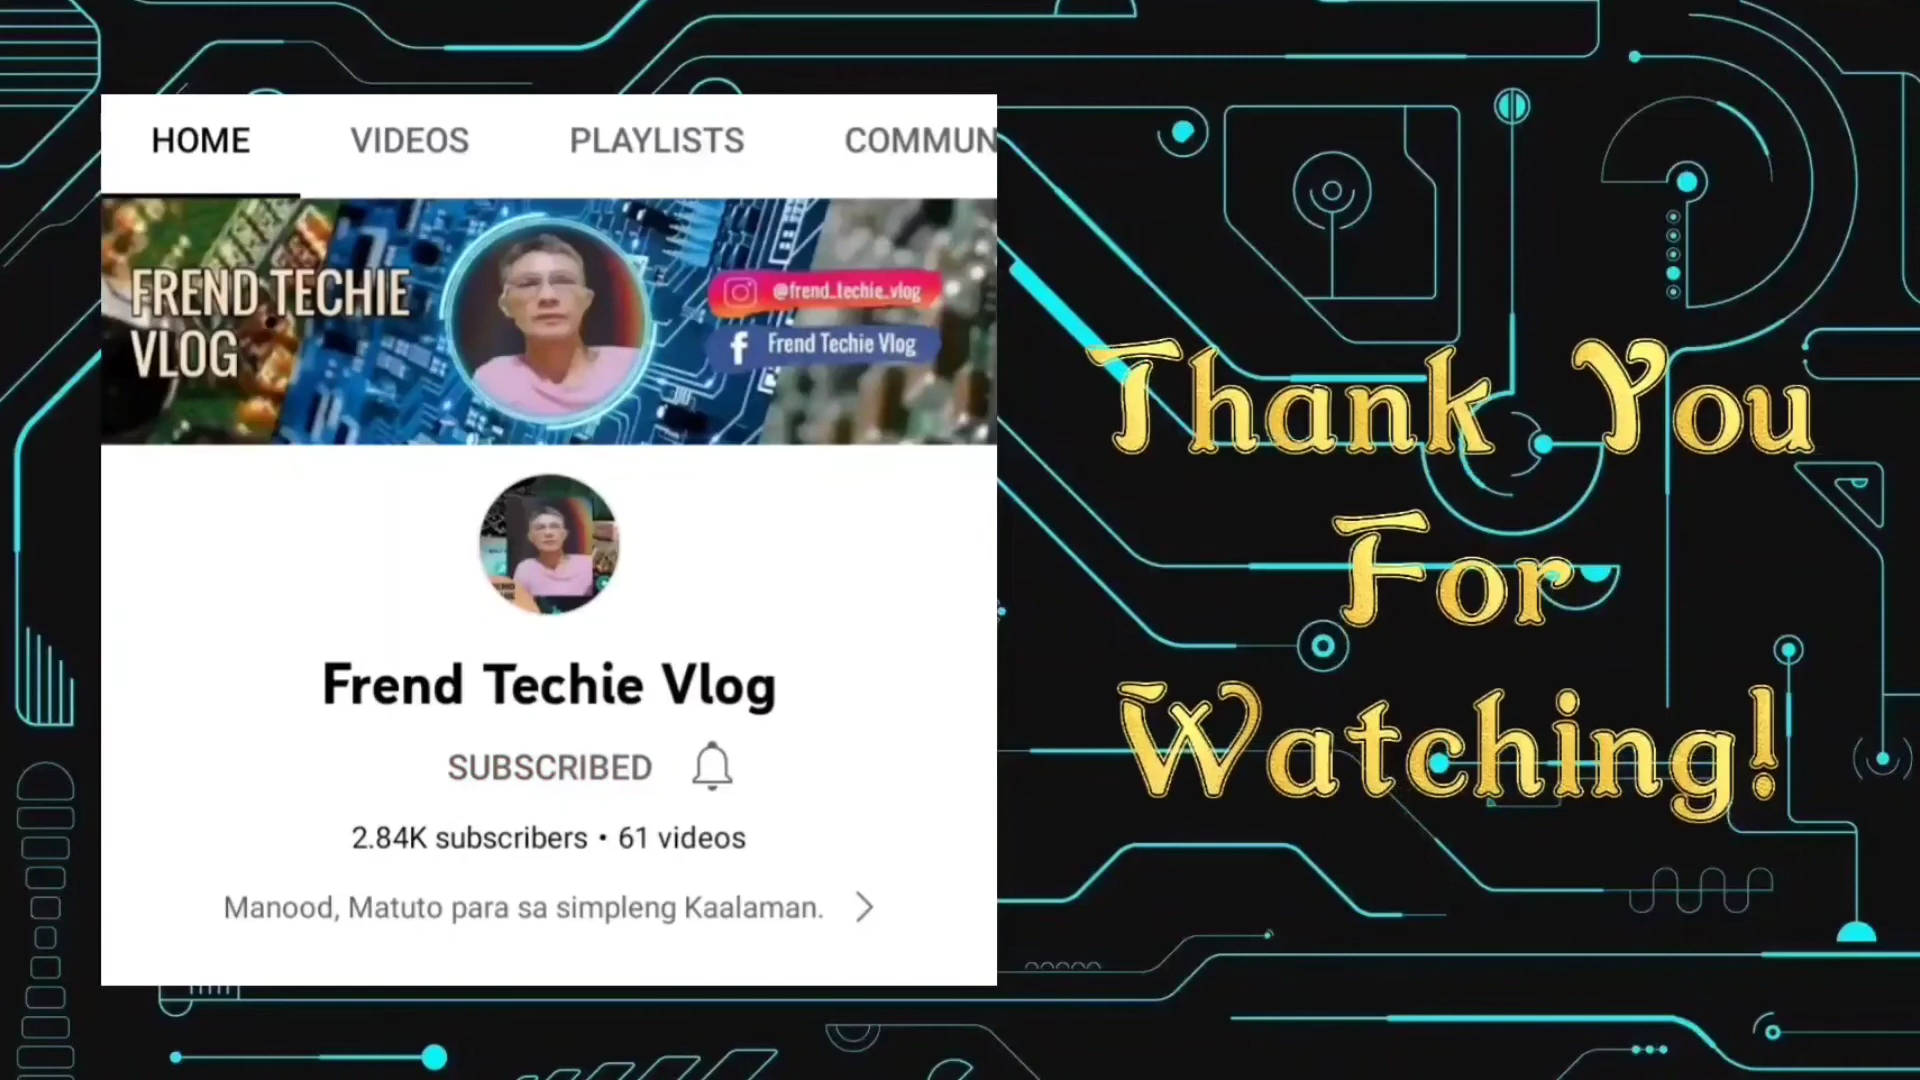 HOME VIDEOS PLAYLISTS COMMUN
FREND TECHIE
VLOG
@frend_techie_vlog
Frend Techie Vlog
Frend Techie Vlog
SUBSCRIBED
2.84K subscribers • 61 videos
Manood, Matuto para sa simpleng Kaalaman.
Thank You
For
Watching!